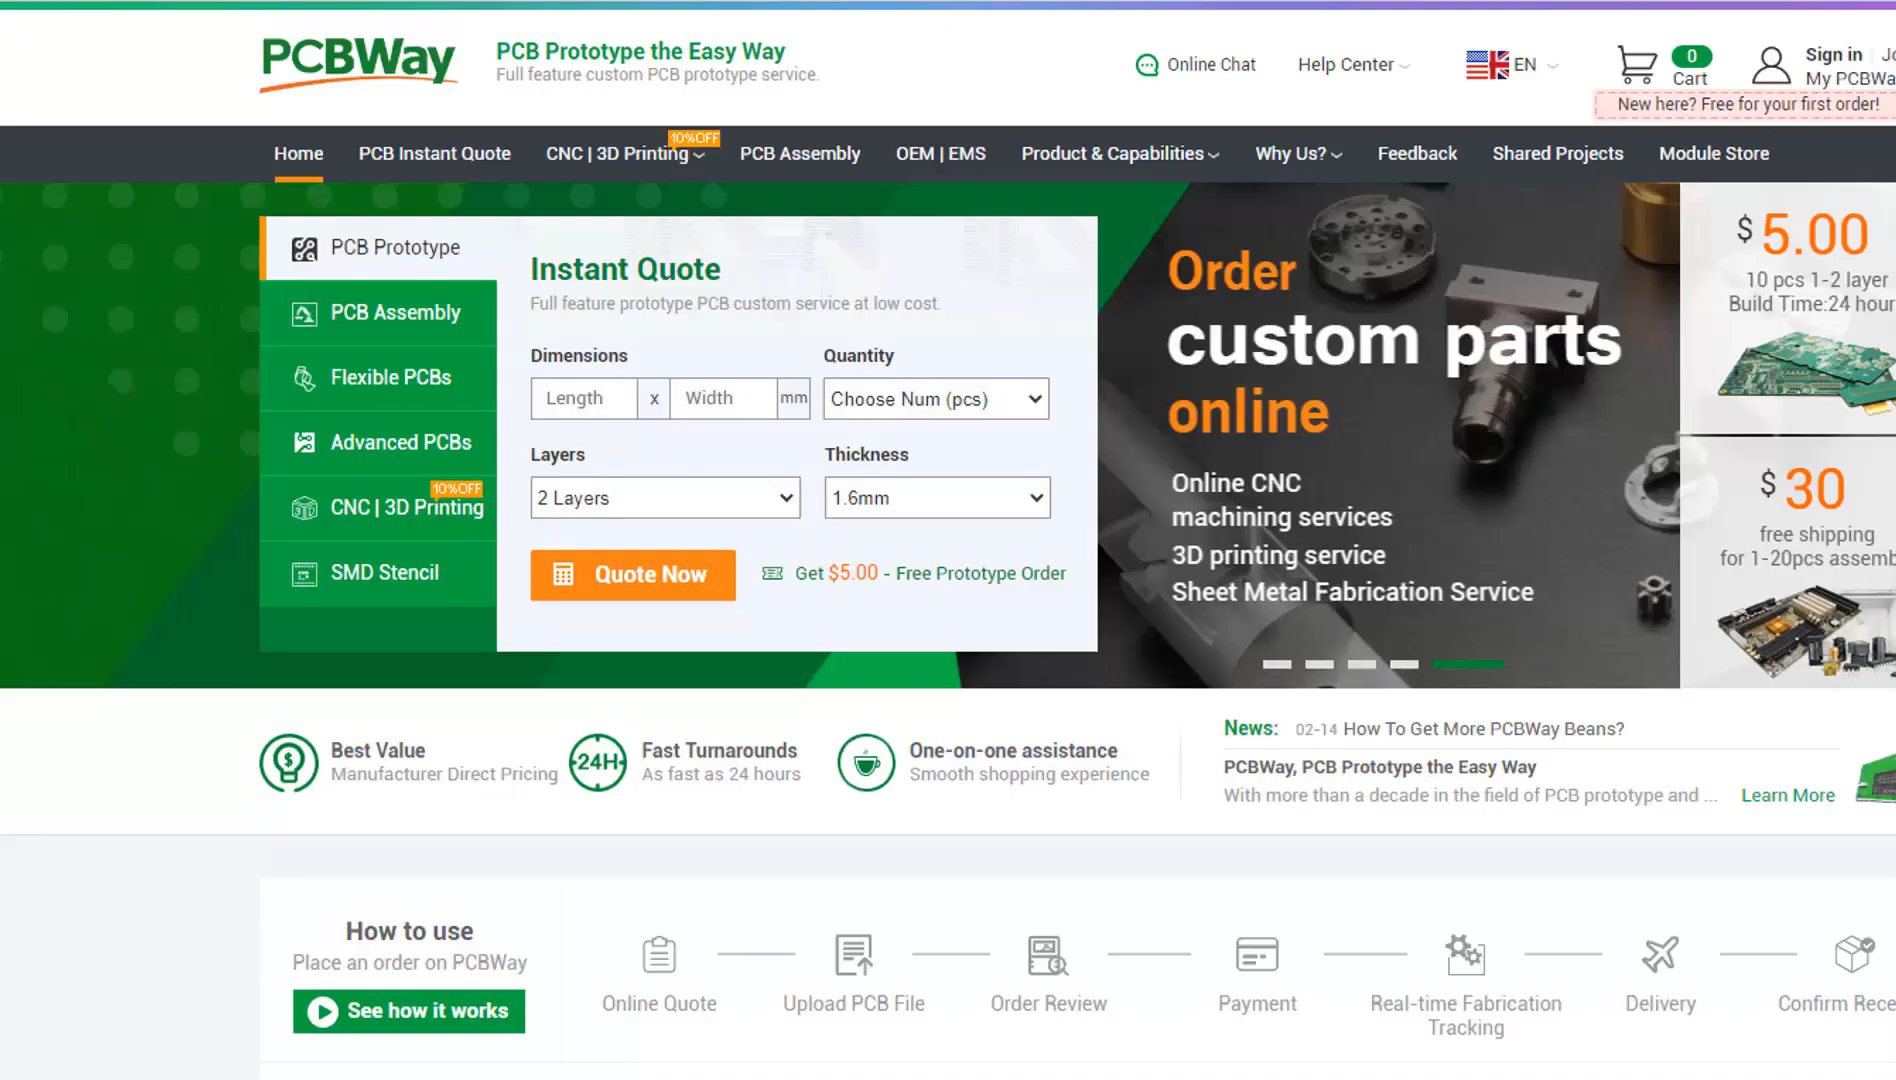 PCBWay
PCB Prototype the Easy Way
Full feature custom PCB prototype service.
Online Chat
Help Center
EN
0
Cart
Sign in
My PCBWa
New here? Free for your first order!
10%OFF
Home
PCB Instant Quote
CNC | 3D Printing
PCB Assembly
OEM | EMS
Product & Capabilities
Why Us?
Feedback
Shared Projects
Module Store
PCB Prototype
PCB Assembly
Flexible PCBs
Advanced PCBs
10%OFF
CNC | 3D Printing
SMD Stencil
Instant Quote
Full feature prototype PCB custom service at low cost.
Dimensions
Quantity
Length x Width mm
Choose Num (pcs)
Layers
Thickness
2 Layers
1.6mm
Quote Now
Get $5.00 - Free Prototype Order
Order
custom parts
online
Online CNC
machining services
3D printing service
Sheet Metal Fabrication Service
$ 5.00
10 pcs 1-2 layer
Build Time:24 hour
$ 30
free shipping
for 1-20pcs assemb
Best Value
Manufacturer Direct Pricing
24H
Fast Turnarounds
As fast as 24 hours
One-on-one assistance
Smooth shopping experience
News: 02-14 How To Get More PCBWay Beans?
PCBWay, PCB Prototype the Easy Way
With more than a decade in the field of PCB prototype and ... Learn More
How to use
Place an order on PCBWay
See how it works
Online Quote
Upload PCB File
Order Review
Payment
Real-time Fabrication
Tracking
Delivery
Confirm Rece